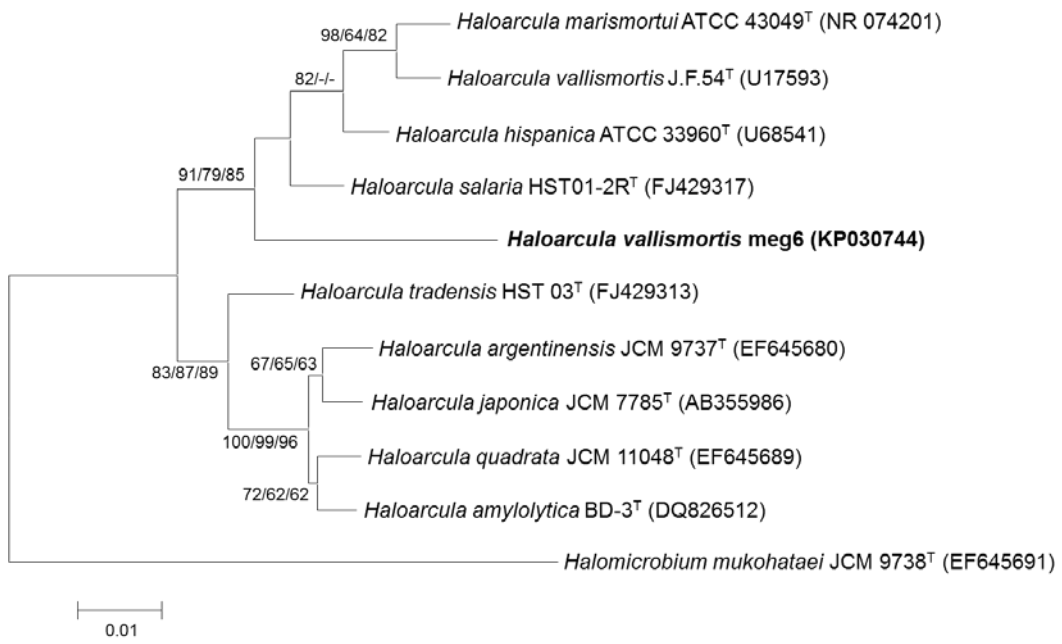 Haloarcula marismortui ATCC 43049ᵀ (NR 074201)
98/64/82
Haloarcula vallismortis J.F.54ᵀ (U17593)
82/-/-
Haloarcula hispanica ATCC 33960ᵀ (U68541)
91/79/85
Haloarcula salaria HST01-2Rᵀ (FJ429317)
Haloarcula vallismortis meg6 (KP030744)
Haloarcula tradensis HST 03ᵀ (FJ429313)
Haloarcula argentinensis JCM 9737ᵀ (EF645680)
67/65/63
83/87/89
Haloarcula japonica JCM 7785ᵀ (AB355986)
100/99/96
Haloarcula quadrata JCM 11048ᵀ (EF645689)
72/62/62
Haloarcula amylolytica BD-3ᵀ (DQ826512)
Halomicrobium mukohataei JCM 9738ᵀ (EF645691)
0.01